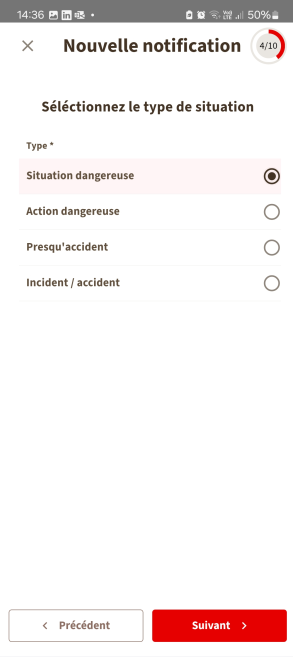 14:36
50%
Nouvelle notification
4/10
Séléctionnez le type de situation
Type *
Situation dangereuse
Action dangereuse
Presqu'accident
Incident / accident
Précédent
Suivant